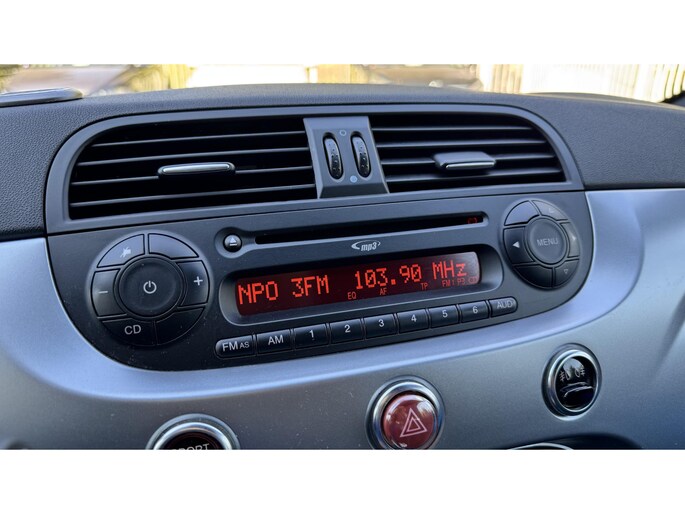 mp3
NPO 3FM 103.90 MHz
EQ AF TP FM1
MENU
CD
FM AS AM 1 2 3 4 5 6 AUD